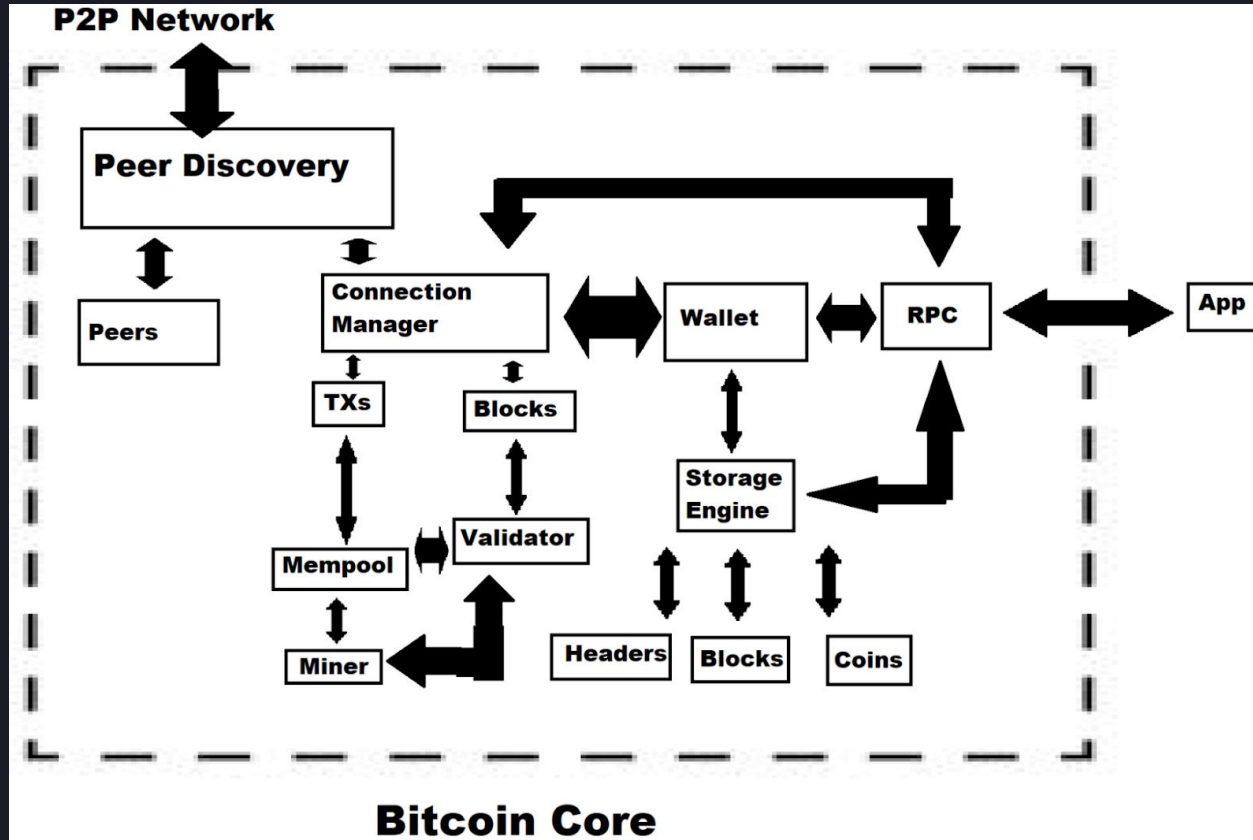 P2P Network
Peer Discovery
Peers
Connection
Manager
Wallet
RPC
App
TXs
Blocks
Storage
Engine
Mempool
Validator
Miner
Headers
Blocks
Coins
Bitcoin Core